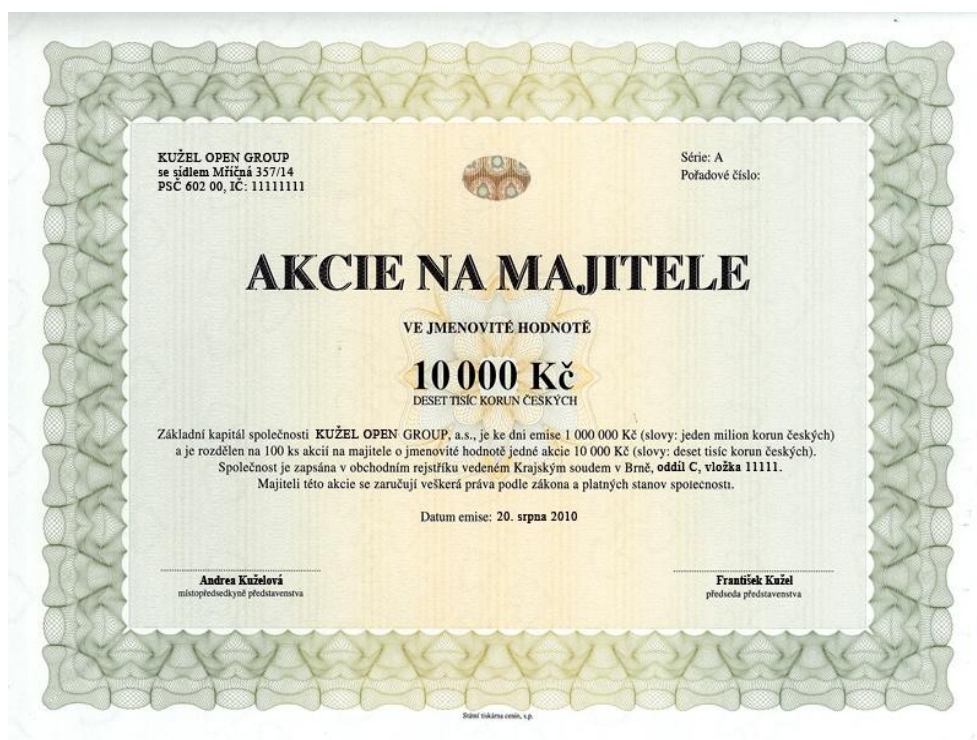 KUŽEL OPEN GROUP
se sídlem Mříčná 357/14
PSČ 602 00, IČ: 11111111
Série: A
Pořadové číslo:
AKCIE NA MAJITELE
VE JMENOVITÉ HODNOTĚ
10 000 Kč
DESET TISÍC KORUN ČESKÝCH
Základní kapitál společnosti KUŽEL OPEN GROUP, a.s., je ke dni emise 1 000 000 Kč (slovy: jeden milion korun českých)
a je rozdělen na 100 ks akcií na majitele o jmenovité hodnotě jedné akcie 10 000 Kč (slovy: deset tisíc korun českých).
Společnost je zapsána v obchodním rejstříku vedeném Krajským soudem v Brně, oddíl C, vložka 11111.
Majiteli této akcie se zaručují veškerá práva podle zákona a platných stanov společnosti.
Datum emise: 20. srpna 2010
Andrea Kuželová
místopředsedkyně představenstva
František Kužel
předseda představenstva
Státní tiskárna cenin, s.p.